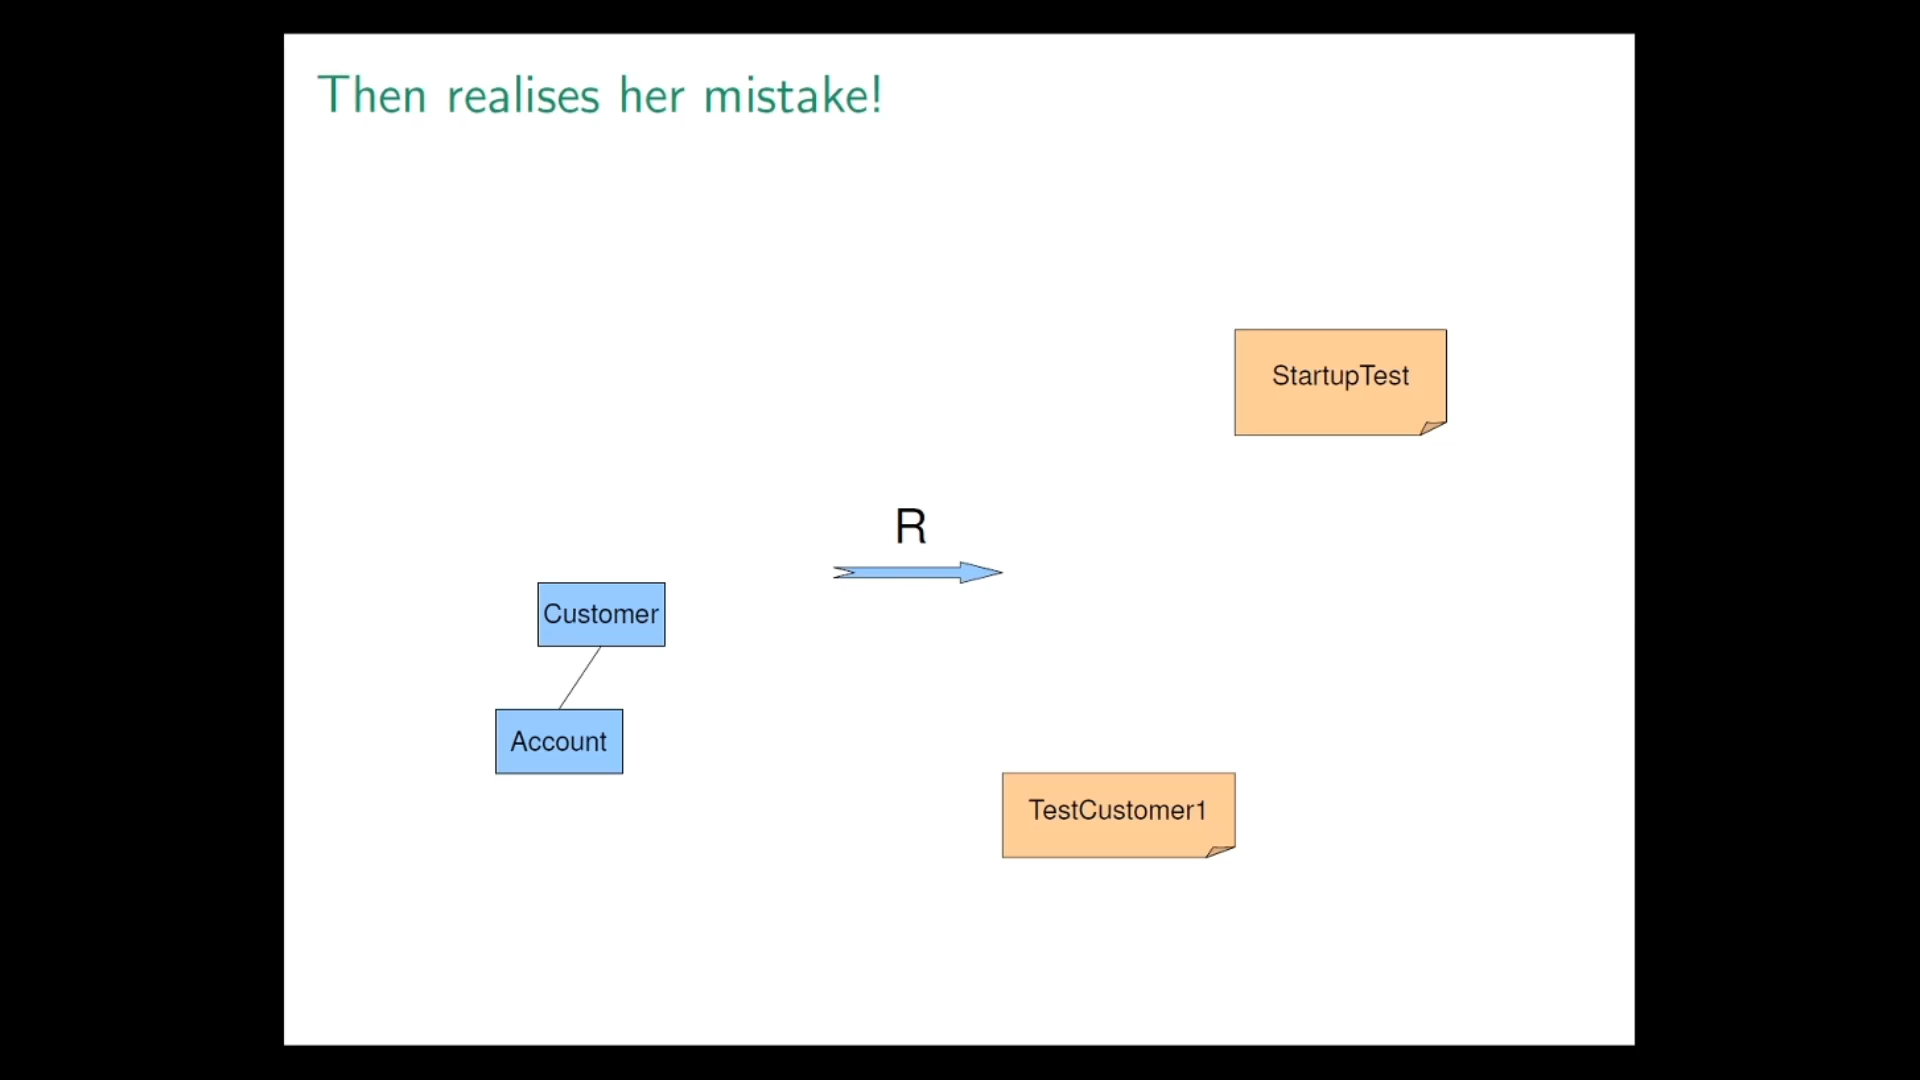 Then realises her mistake!
StartupTest
R
Customer
Account
TestCustomer1